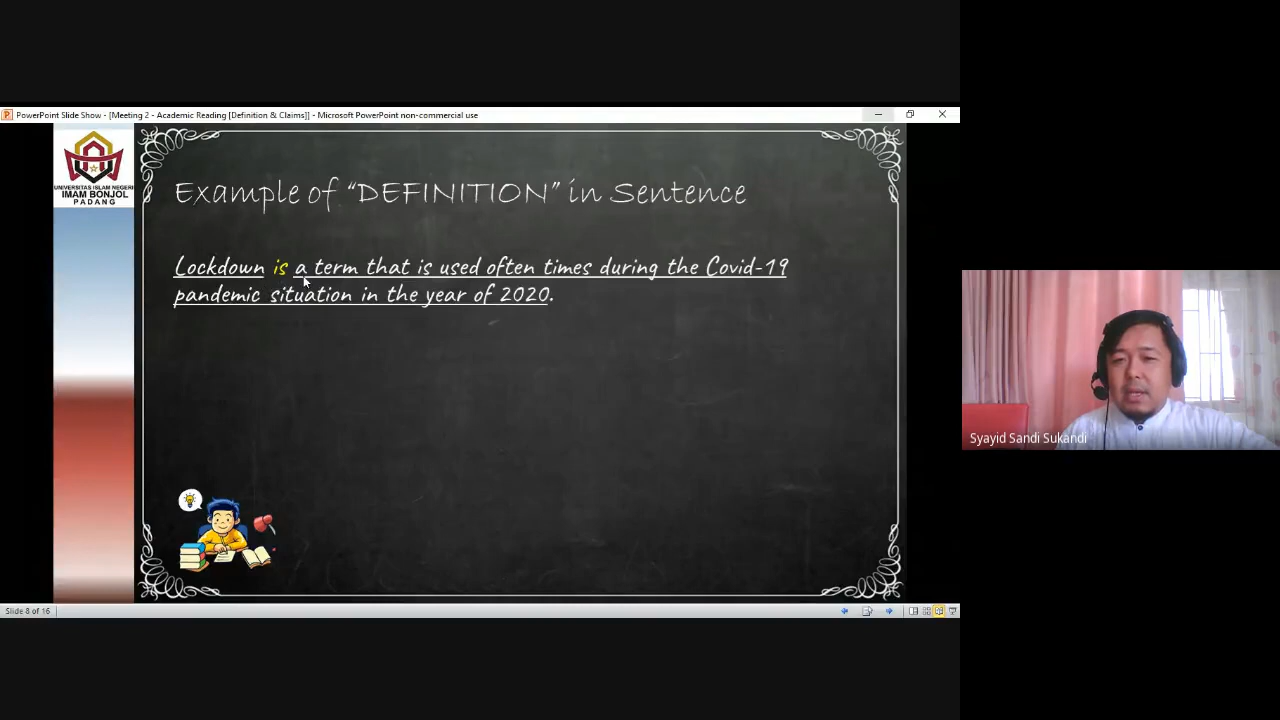 PowerPoint Slide Show - [Meeting 2 - Academic Reading [Definition & Claims]] - Microsoft PowerPoint non-commercial use
UNIVERSITAS ISLAM NEGERI
IMAM BONJOL
PADANG
Example of “DEFINITION” in Sentence
Lockdown is a term that is used often times during the Covid-19
pandemic situation in the year of 2020.
Syayid Sandi Sukandi
Slide 8 of 16